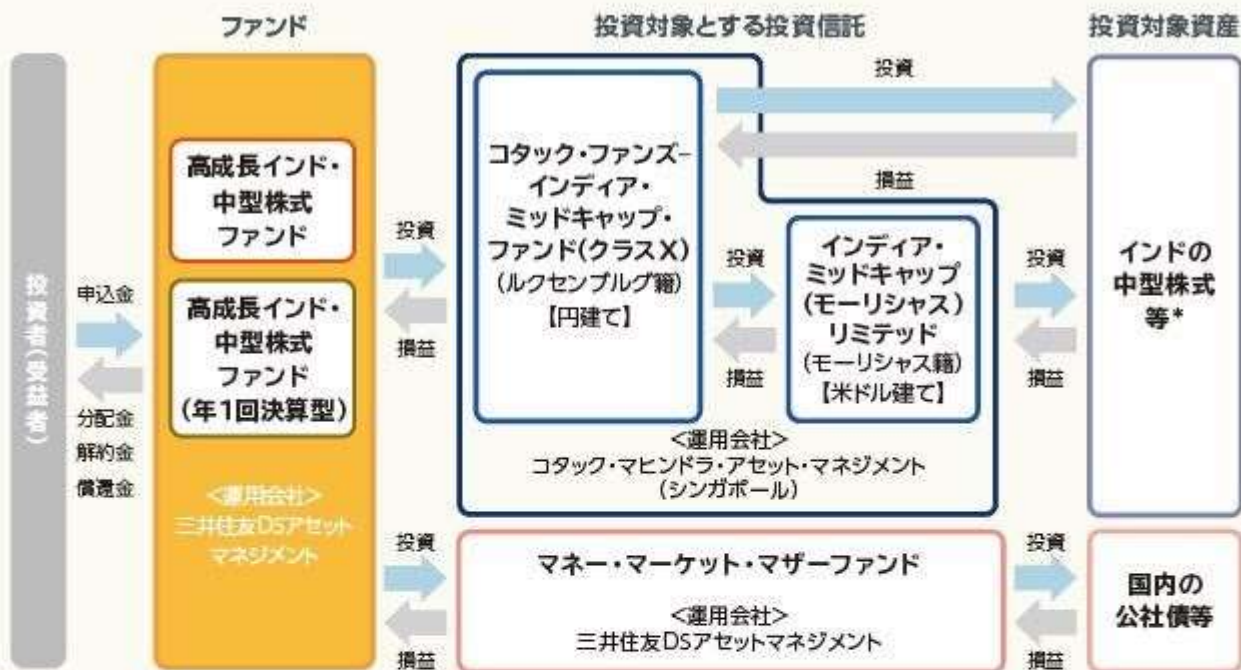 ファンド
投資対象とする投資信託
投資対象資産
投資者(受益者)
申込金
分配金
解約金
償還金
高成長インド・
中型株式
ファンド
高成長インド・
中型株式
ファンド
(年1回決算型)
<運用会社>
三井住友DSアセット
マネジメント
投資
損益
コタック・ファンズ−
インディア・
ミッドキャップ・
ファンド(クラスX)
(ルクセンブルグ籍)
【円建て】
投資
損益
投資
損益
インディア・
ミッドキャップ
(モーリシャス)
リミテッド
(モーリシャス籍)
【米ドル建て】
<運用会社>
コタック・マヒンドラ・アセット・マネジメント
(シンガポール)
投資
損益
インドの
中型株式
等*
投資
損益
マネー・マーケット・マザーファンド
<運用会社>
三井住友DSアセットマネジメント
投資
損益
国内の
公社債等